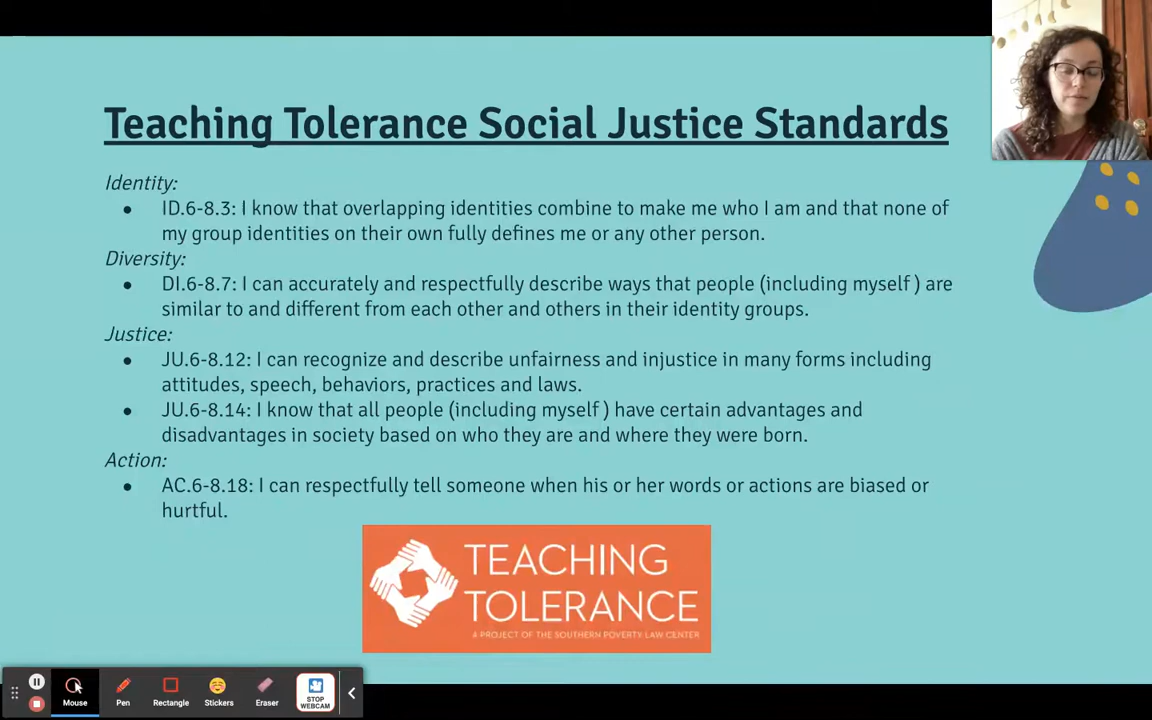 Teaching Tolerance Social Justice Standards
Identity:
● ID.6-8.3: I know that overlapping identities combine to make me who I am and that none of
my group identities on their own fully defines me or any other person.
Diversity:
● DI.6-8.7: I can accurately and respectfully describe ways that people (including myself ) are
similar to and different from each other and others in their identity groups.
Justice:
● JU.6-8.12: I can recognize and describe unfairness and injustice in many forms including
attitudes, speech, behaviors, practices and laws.
● JU.6-8.14: I know that all people (including myself ) have certain advantages and
disadvantages in society based on who they are and where they were born.
Action:
● AC.6-8.18: I can respectfully tell someone when his or her words or actions are biased or
hurtful.
TEACHING
TOLERANCE
A PROJECT OF THE SOUTHERN POVERTY LAW CENTER
Mouse Pen Rectangle Stickers Eraser STOP
WEBCAM